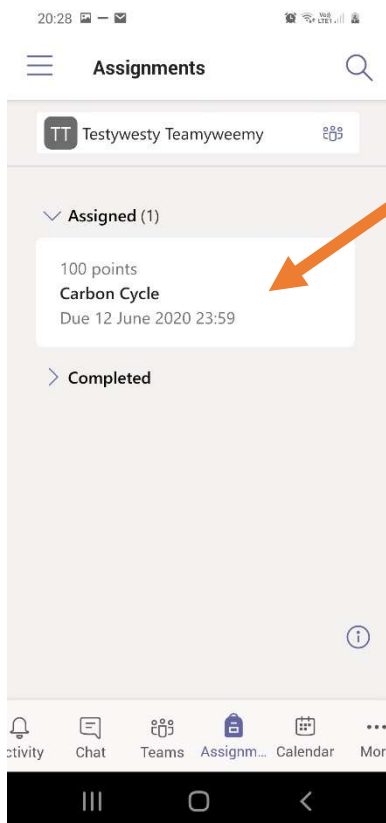 20:28
Assignments
TT Testywesty Teamyweemy
Assigned (1)
100 points
Carbon Cycle
Due 12 June 2020 23:59
Completed
ctivity Chat Teams Assignm... Calendar Mor